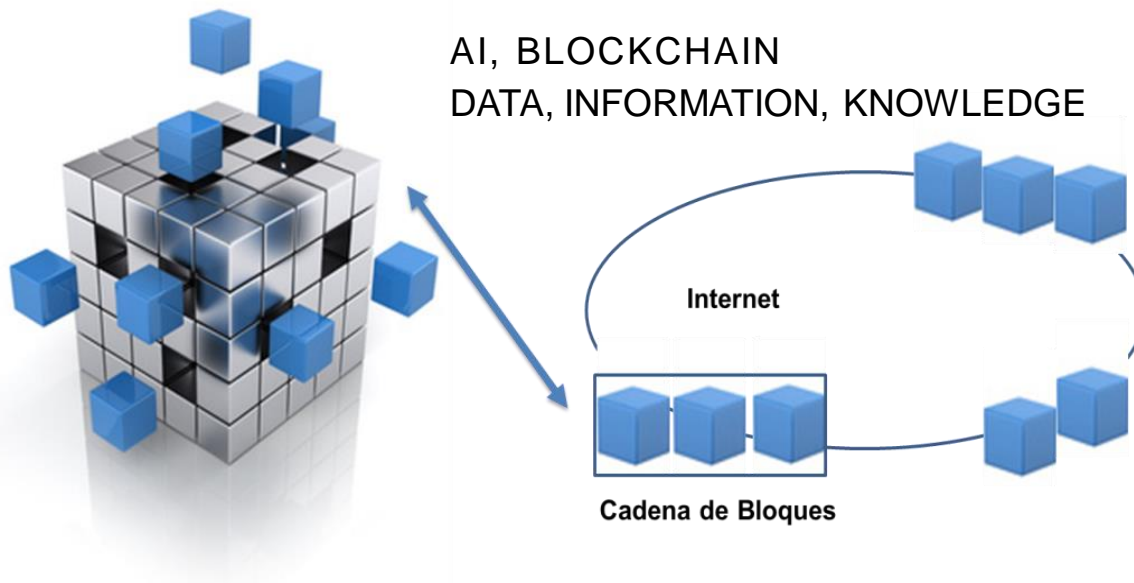 AI, BLOCKCHAIN
DATA, INFORMATION, KNOWLEDGE
Internet
Cadena de Bloques